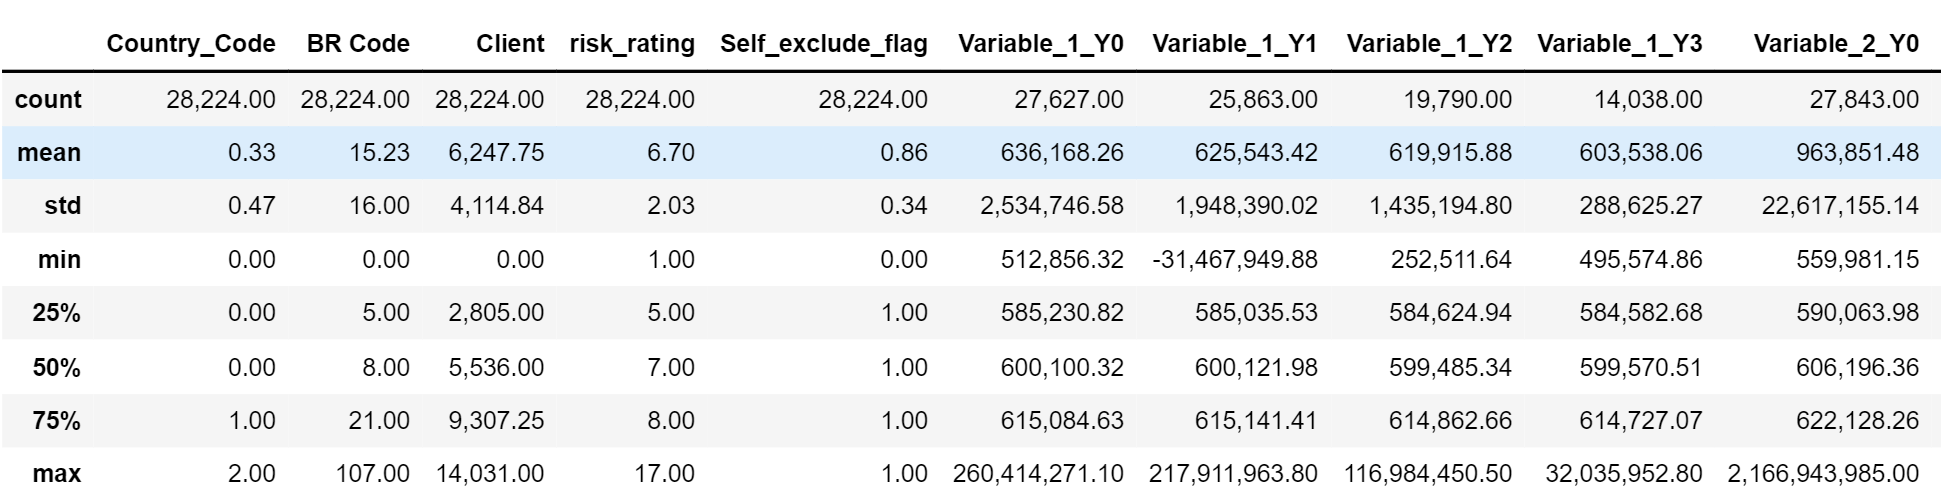 Country_Code BR Code Client risk_rating Self_exclude_flag Variable_1_Y0 Variable_1_Y1 Variable_1_Y2 Variable_1_Y3 Variable_2_Y0
count 28,224.00 28,224.00 28,224.00 28,224.00 28,224.00 27,627.00 25,863.00 19,790.00 14,038.00 27,843.00
mean 0.33 15.23 6,247.75 6.70 0.86 636,168.26 625,543.42 619,915.88 603,538.06 963,851.48
std 0.47 16.00 4,114.84 2.03 0.34 2,534,746.58 1,948,390.02 1,435,194.80 288,625.27 22,617,155.14
min 0.00 0.00 0.00 1.00 0.00 512,856.32 -31,467,949.88 252,511.64 495,574.86 559,981.15
25% 0.00 5.00 2,805.00 5.00 1.00 585,230.82 585,035.53 584,624.94 584,582.68 590,063.98
50% 0.00 8.00 5,536.00 7.00 1.00 600,100.32 600,121.98 599,485.34 599,570.51 606,196.36
75% 1.00 21.00 9,307.25 8.00 1.00 615,084.63 615,141.41 614,862.66 614,727.07 622,128.26
max 2.00 107.00 14,031.00 17.00 1.00 260,414,271.10 217,911,963.80 116,984,450.50 32,035,952.80 2,166,943,985.00